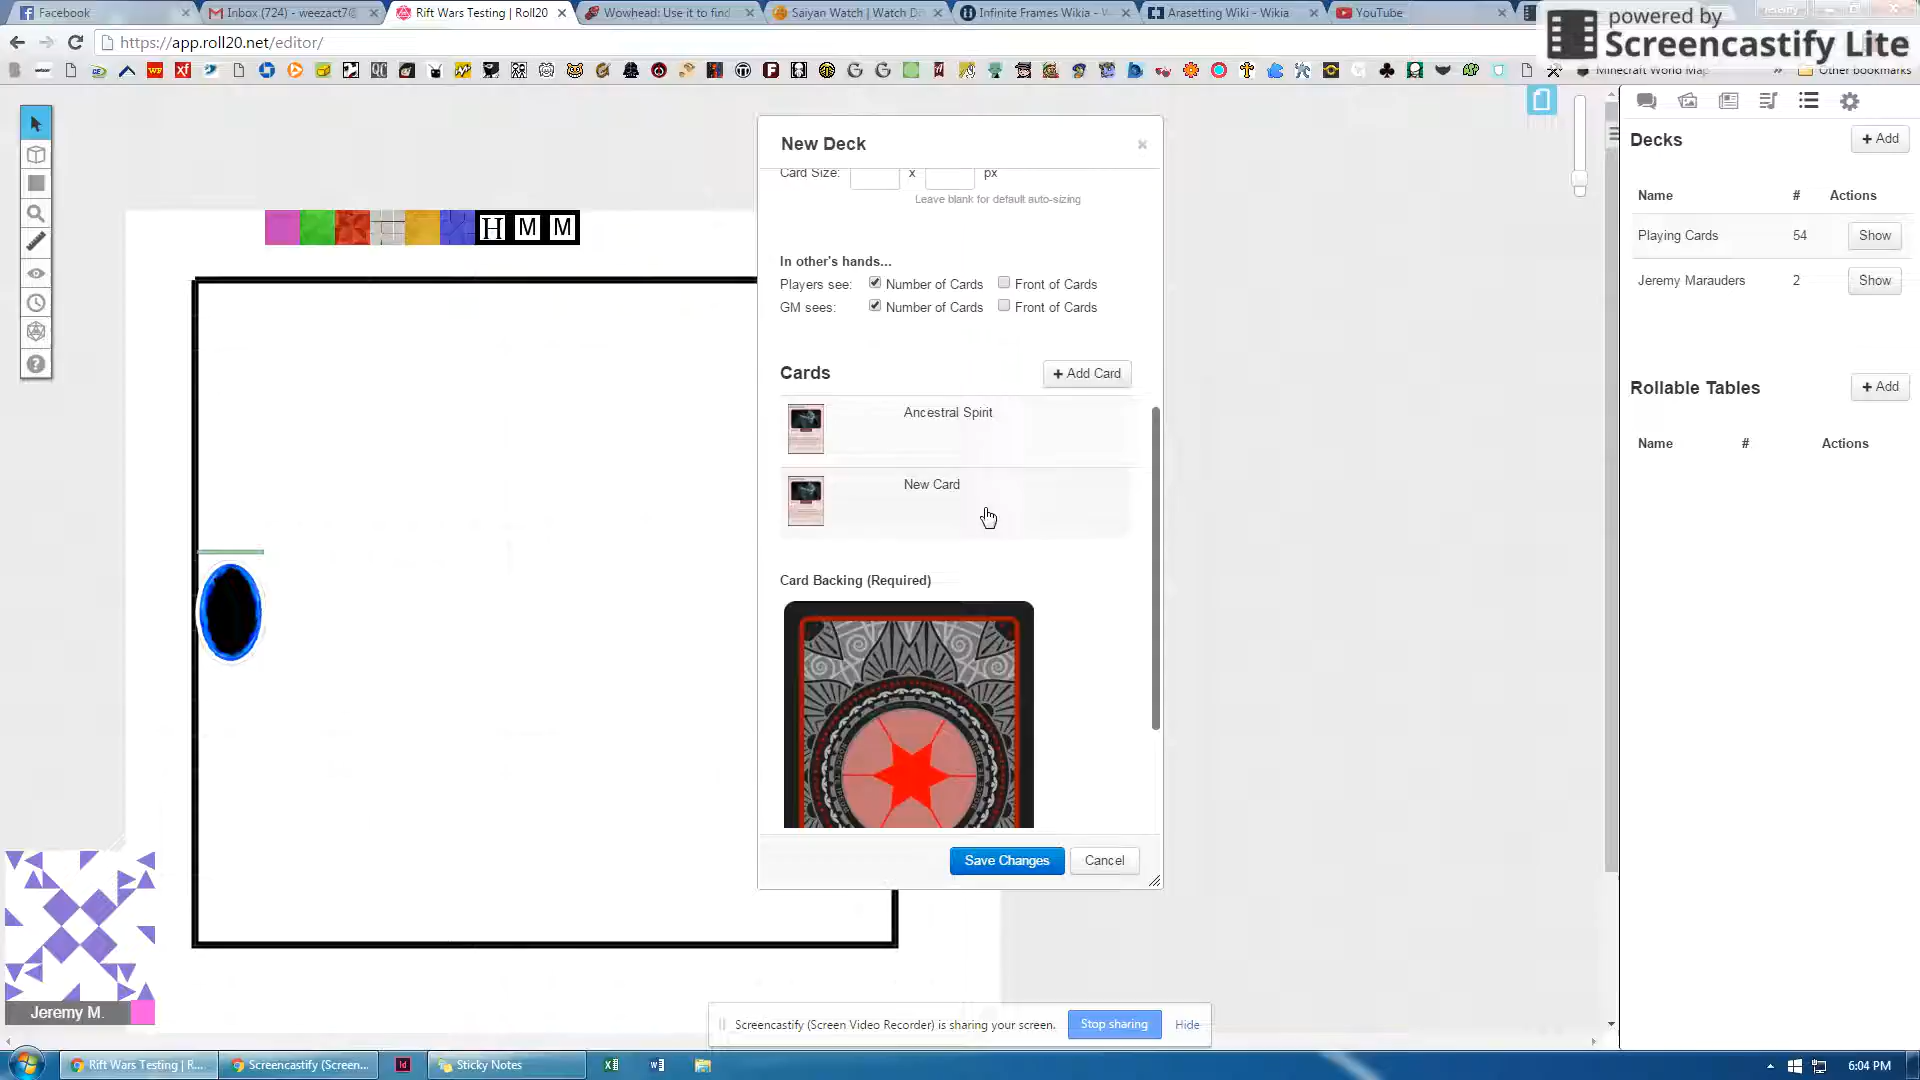 Facebook
Inbox (724) - weezact7@
Rift Wars Testing | Roll20
Wowhead: Use it to find
Saiyan Watch | Watch D
Infinite Frames Wikia - W
Arasetting Wiki - Wikia
YouTube
powered by
Screencastify Lite
https://app.roll20.net/editor/
Minecraft World Map
Other bookmarks
New Deck
Card Size: x px
Leave blank for default auto-sizing
In other's hands...
Players see: Number of Cards Front of Cards
GM sees: Number of Cards Front of Cards
Cards + Add Card
Ancestral Spirit
New Card
Card Backing (Required)
Save Changes Cancel
Decks + Add
Name # Actions
Playing Cards 54 Show
Jeremy Marauders 2 Show
Rollable Tables + Add
Name # Actions
H M M
Jeremy M.
Screencastify (Screen Video Recorder) is sharing your screen. Stop sharing Hide
Rift Wars Testing | R...
Screencastify (Screen...
Id
Sticky Notes
6:04 PM